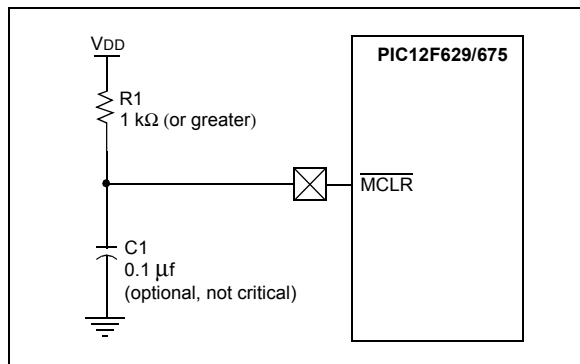 VDD
PIC12F629/675
R1
1 kΩ (or greater)
MCLR
C1
0.1 μf
(optional, not critical)